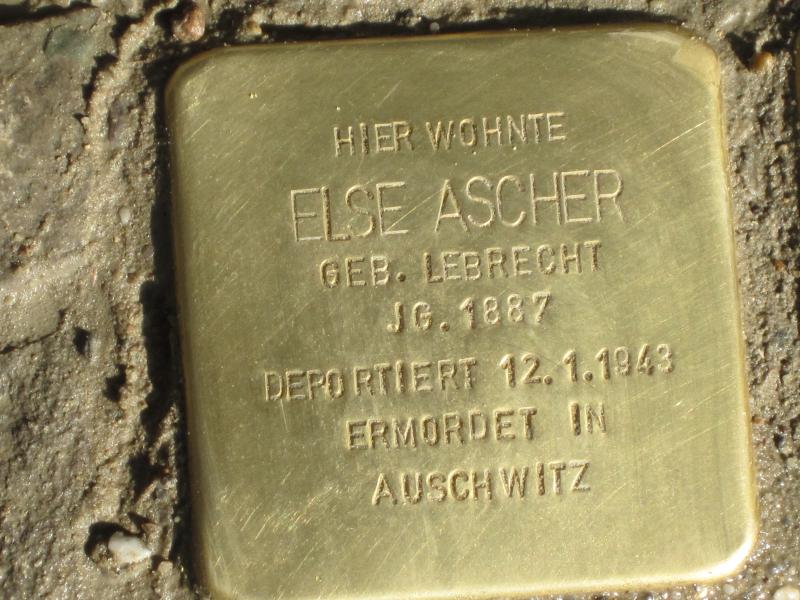 HIER WOHNTE
ELSE ASCHER
GEB. LEBRECHT
JG. 1887
DEPORTIERT 12.1.1943
ERMORDET IN
AUSCHWITZ